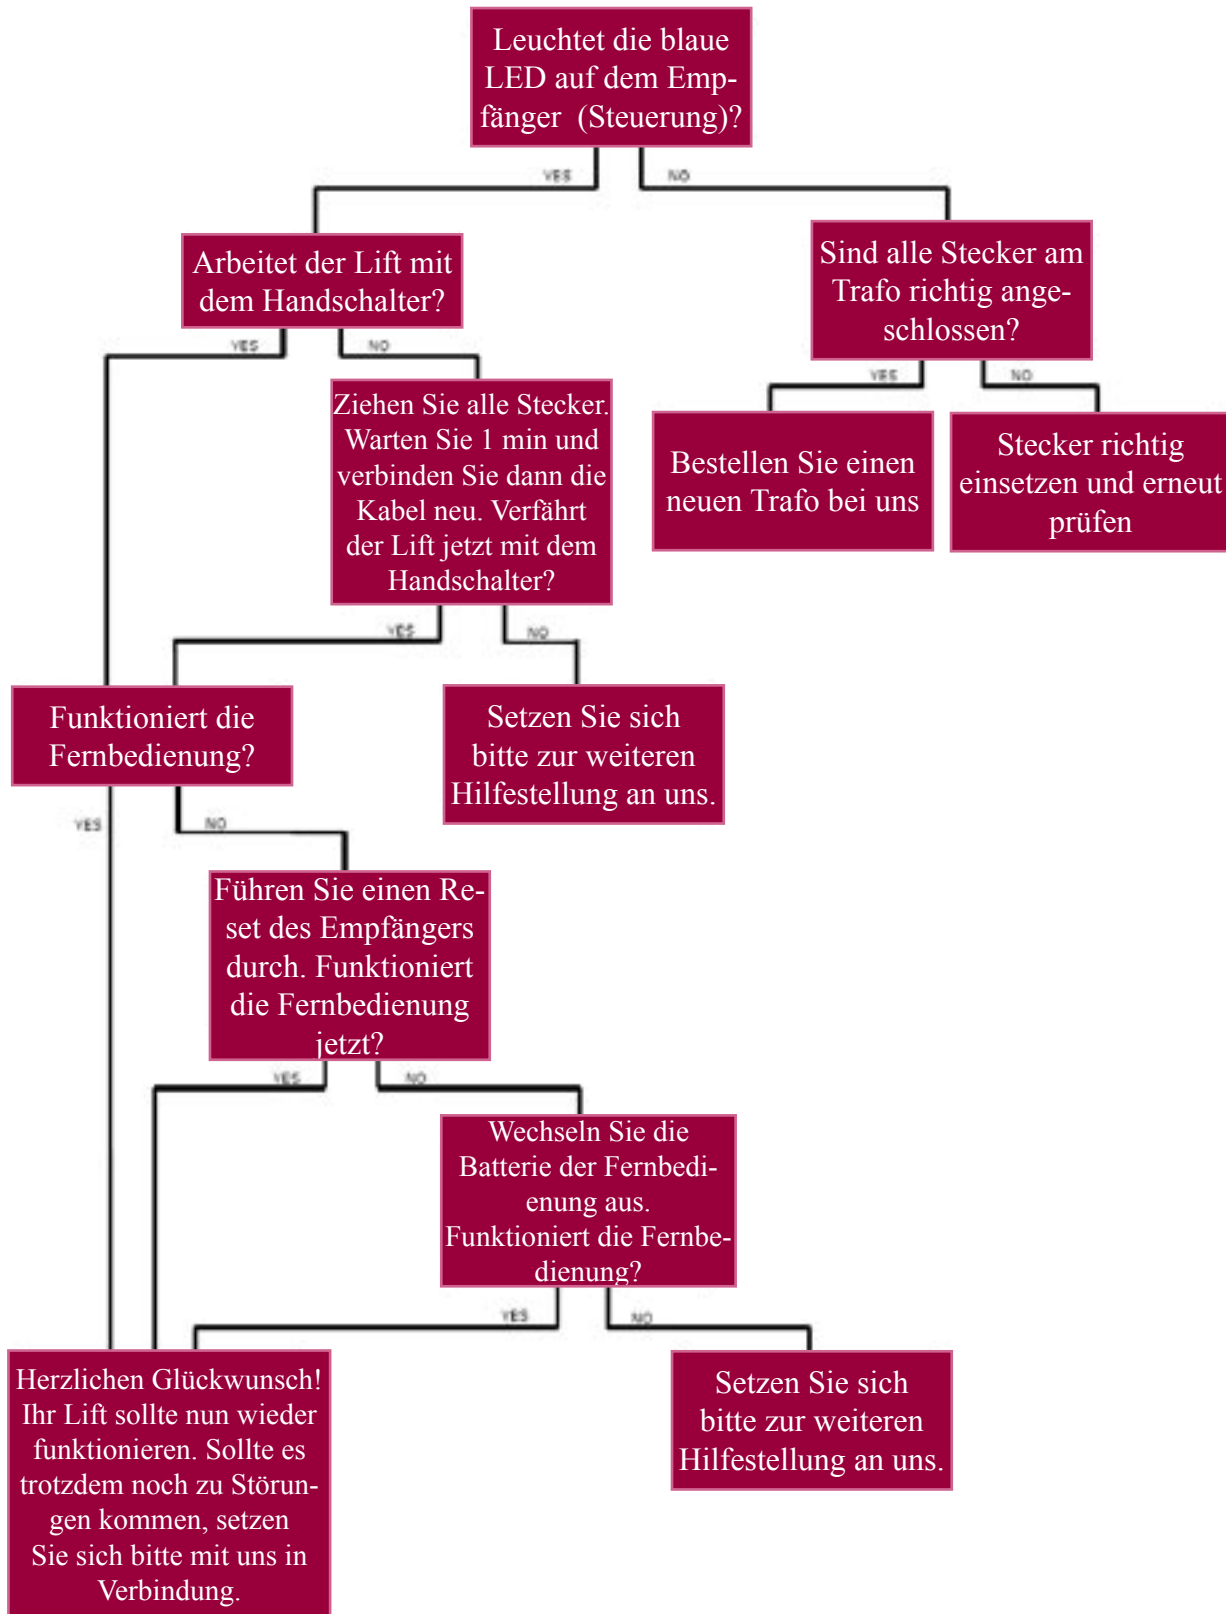 Leuchtet die blaue
LED auf dem Emp-
fänger (Steuerung)?
YES
NO
Arbeitet der Lift mit
dem Handschalter?
Sind alle Stecker am
Trafo richtig ange-
schlossen?
YES
NO
YES
NO
Ziehen Sie alle Stecker.
Warten Sie 1 min und
verbinden Sie dann die
Kabel neu. Verfährt
der Lift jetzt mit dem
Handschalter?
Bestellen Sie einen
neuen Trafo bei uns
Stecker richtig
einsetzen und erneut
prüfen
YES
NO
Funktioniert die
Fernbedienung?
Setzen Sie sich
bitte zur weiteren
Hilfestellung an uns.
YES
NO
Führen Sie einen Re-
set des Empfängers
durch. Funktioniert
die Fernbedienung
jetzt?
YES
NO
Wechseln Sie die
Batterie der Fernbedi-
enung aus.
Funktioniert die Fernbe-
dienung?
YES
NO
Herzlichen Glückwunsch!
Ihr Lift sollte nun wieder
funktionieren. Sollte es
trotzdem noch zu Störun-
gen kommen, setzen
Sie sich bitte mit uns in
Verbindung.
Setzen Sie sich
bitte zur weiteren
Hilfestellung an uns.